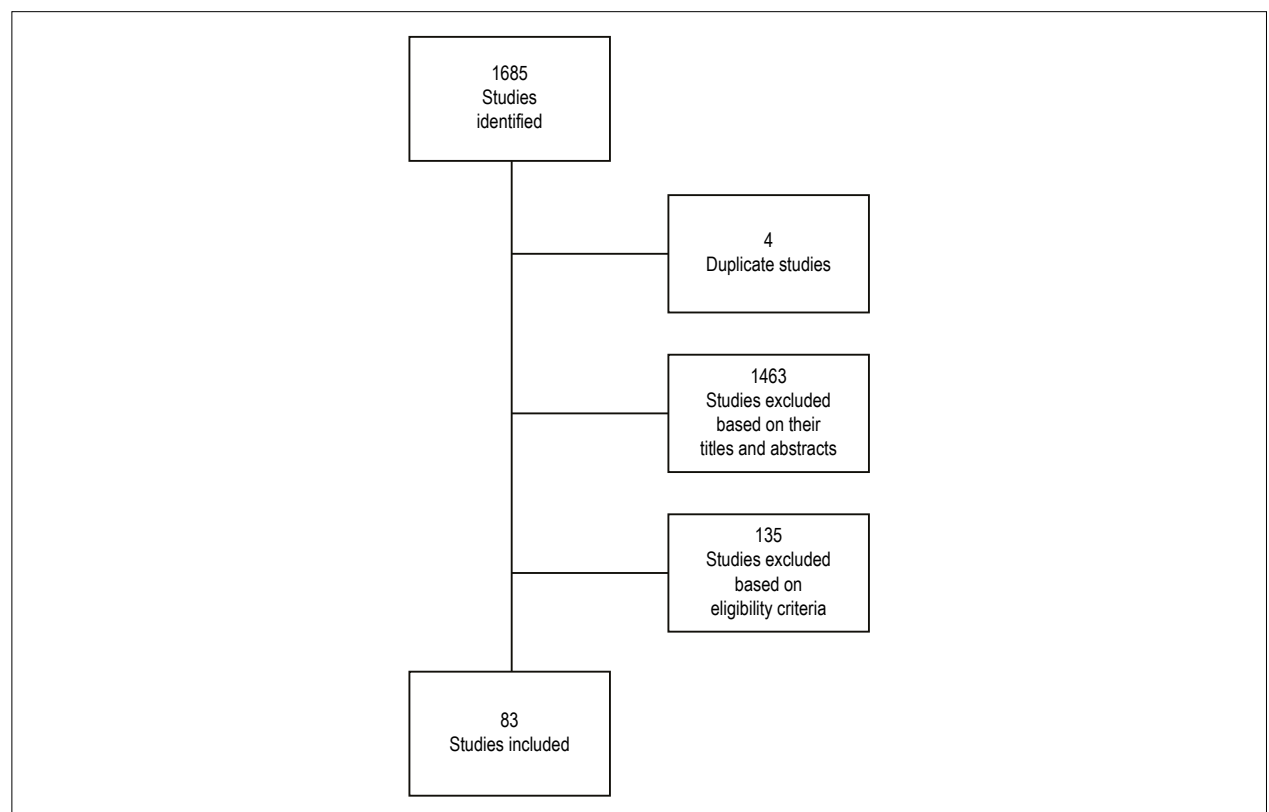 1685
Studies
identified
4
Duplicate studies
1463
Studies excluded
based on their
titles and abstracts
135
Studies excluded
based on
eligibility criteria
83
Studies included